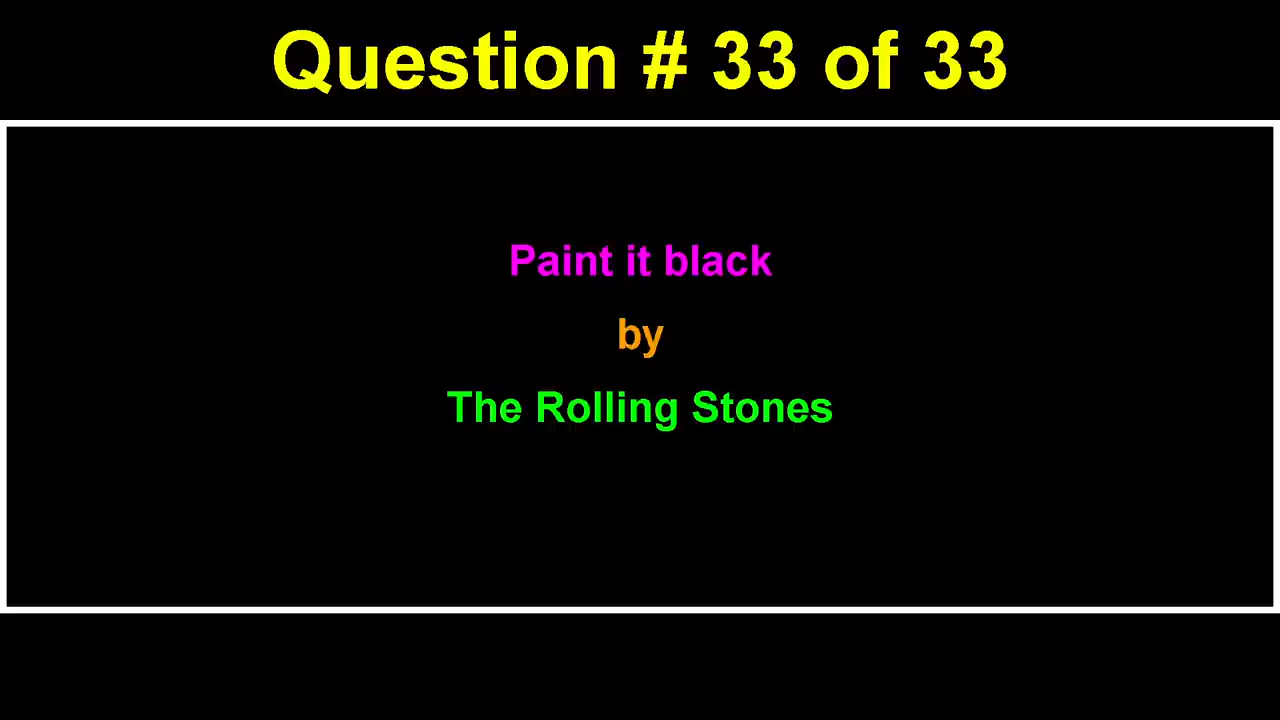 Question # 33 of 33
Paint it black
by
The Rolling Stones